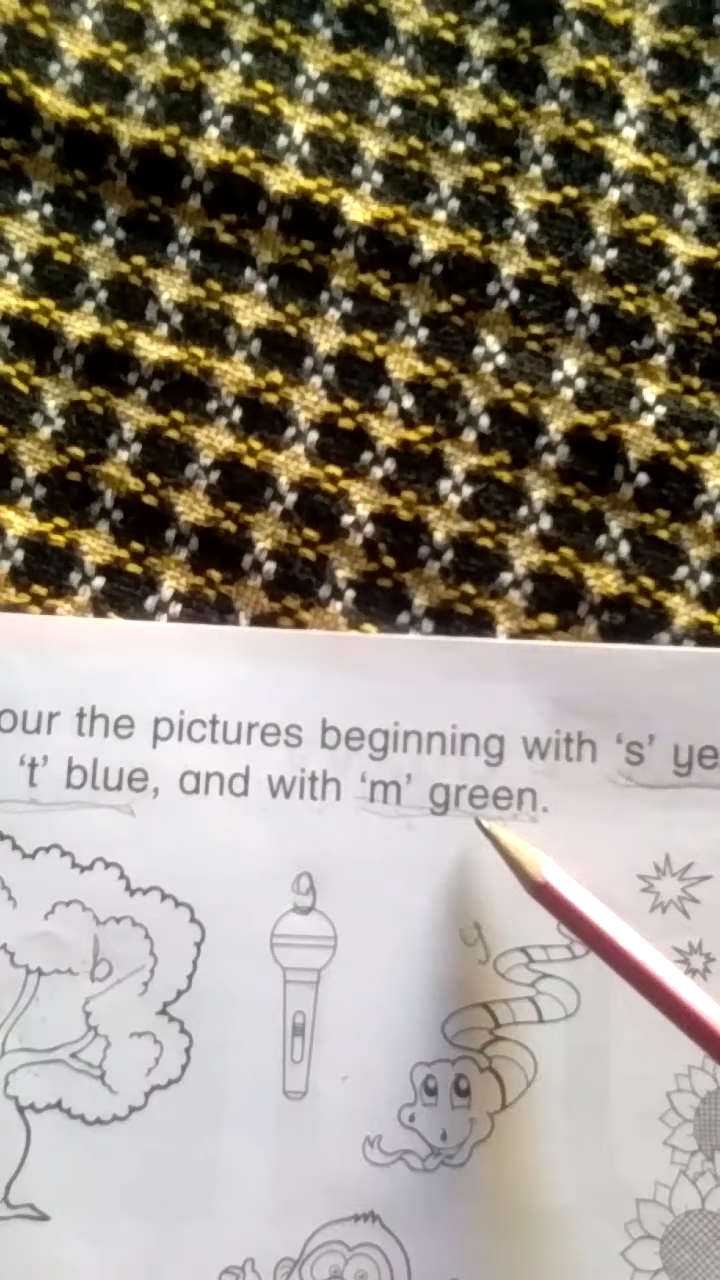 our the pictures beginning with ‘s’ ye
‘t’ blue, and with ‘m’ green.
g
b
y